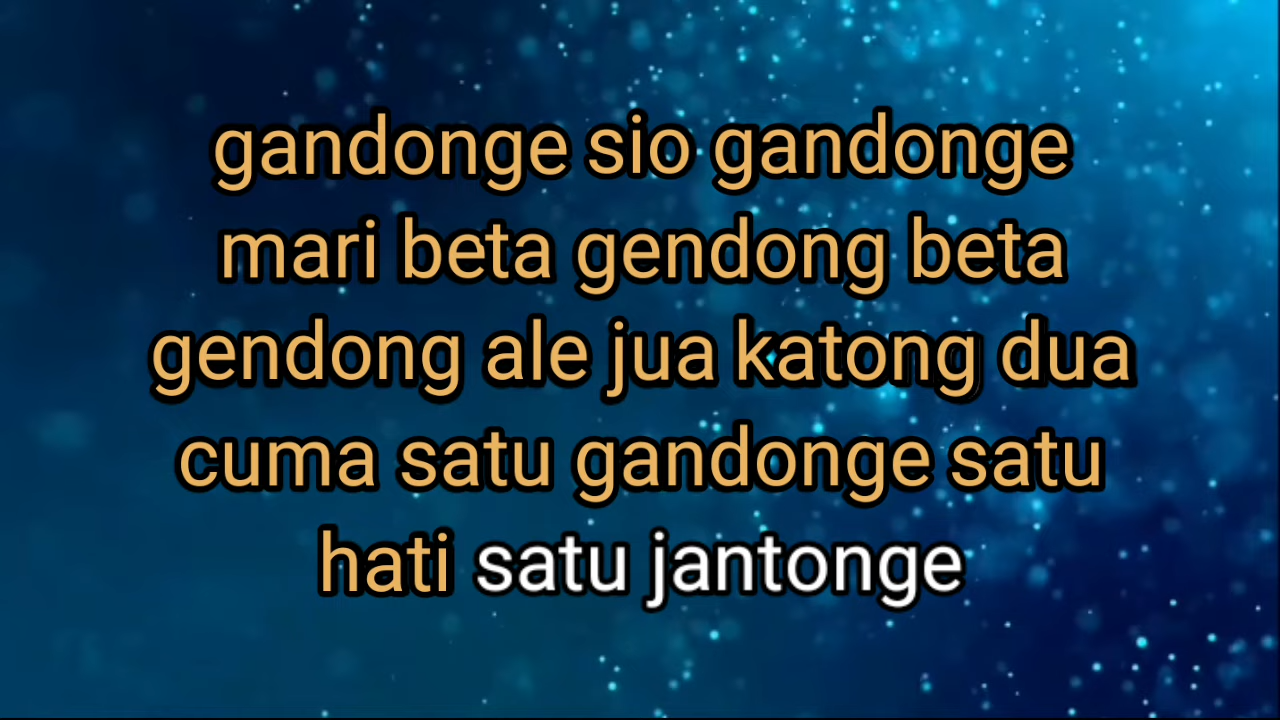 gandonge sio gandonge
mari beta gendong beta
gendong ale jua katong dua
cuma satu gandonge satu
hati satu jantonge